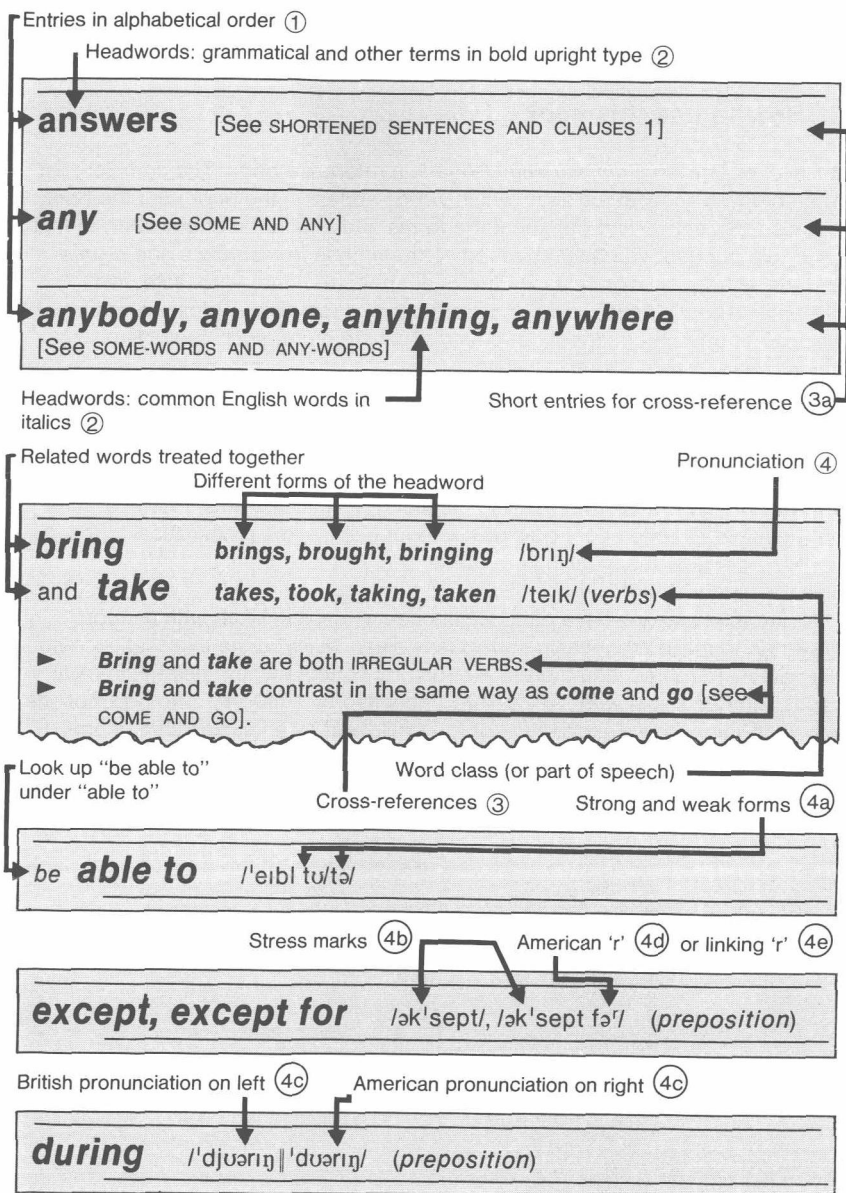 Entries in alphabetical order ①
Headwords: grammatical and other terms in bold upright type ②
answers [See SHORTENED SENTENCES AND CLAUSES 1]
any [See SOME AND ANY]
anybody, anyone, anything, anywhere
[See SOME-WORDS AND ANY-WORDS]
Headwords: common English words in
italics ②
Short entries for cross-reference 3a
Related words treated together
Different forms of the headword
Pronunciation ④
bring brings, brought, bringing /brɪŋ/
and take takes, took, taking, taken /teɪk/ (verbs)
► Bring and take are both IRREGULAR VERBS.
► Bring and take contrast in the same way as come and go [see
COME AND GO].
Look up "be able to"
under "able to"
Word class (or part of speech)
Cross-references ③
Strong and weak forms 4a
be able to /ˈeɪbl tʊ/tə/
Stress marks 4b
American 'r' 4d or linking 'r' 4e
except, except for /əkˈsept/, /əkˈsept fəʳ/ (preposition)
British pronunciation on left 4c
American pronunciation on right 4c
during /ˈdjʊərɪŋ‖ˈdʊərɪŋ/ (preposition)